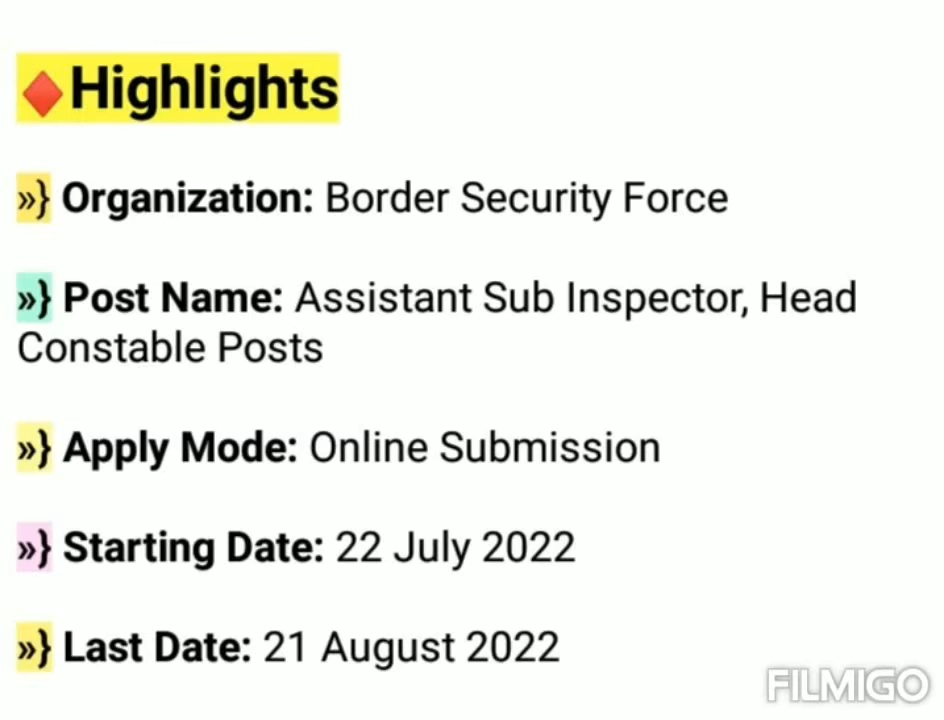 ♦Highlights
»} Organization: Border Security Force
»} Post Name: Assistant Sub Inspector, Head
Constable Posts
»} Apply Mode: Online Submission
»} Starting Date: 22 July 2022
»} Last Date: 21 August 2022
FILMIGO